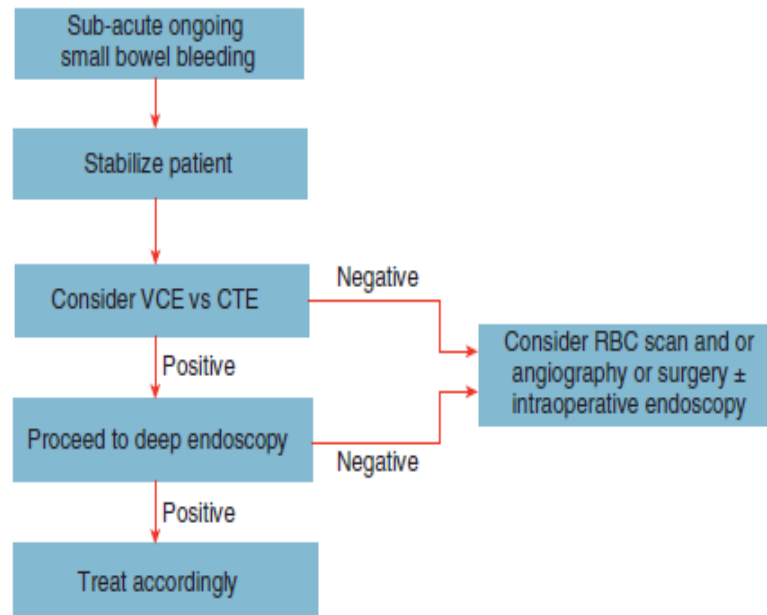 Sub-acute ongoing
small bowel bleeding
Stabilize patient
Consider VCE vs CTE
Negative
Consider RBC scan and or
angiography or surgery ±
intraoperative endoscopy
Positive
Proceed to deep endoscopy
Negative
Positive
Treat accordingly